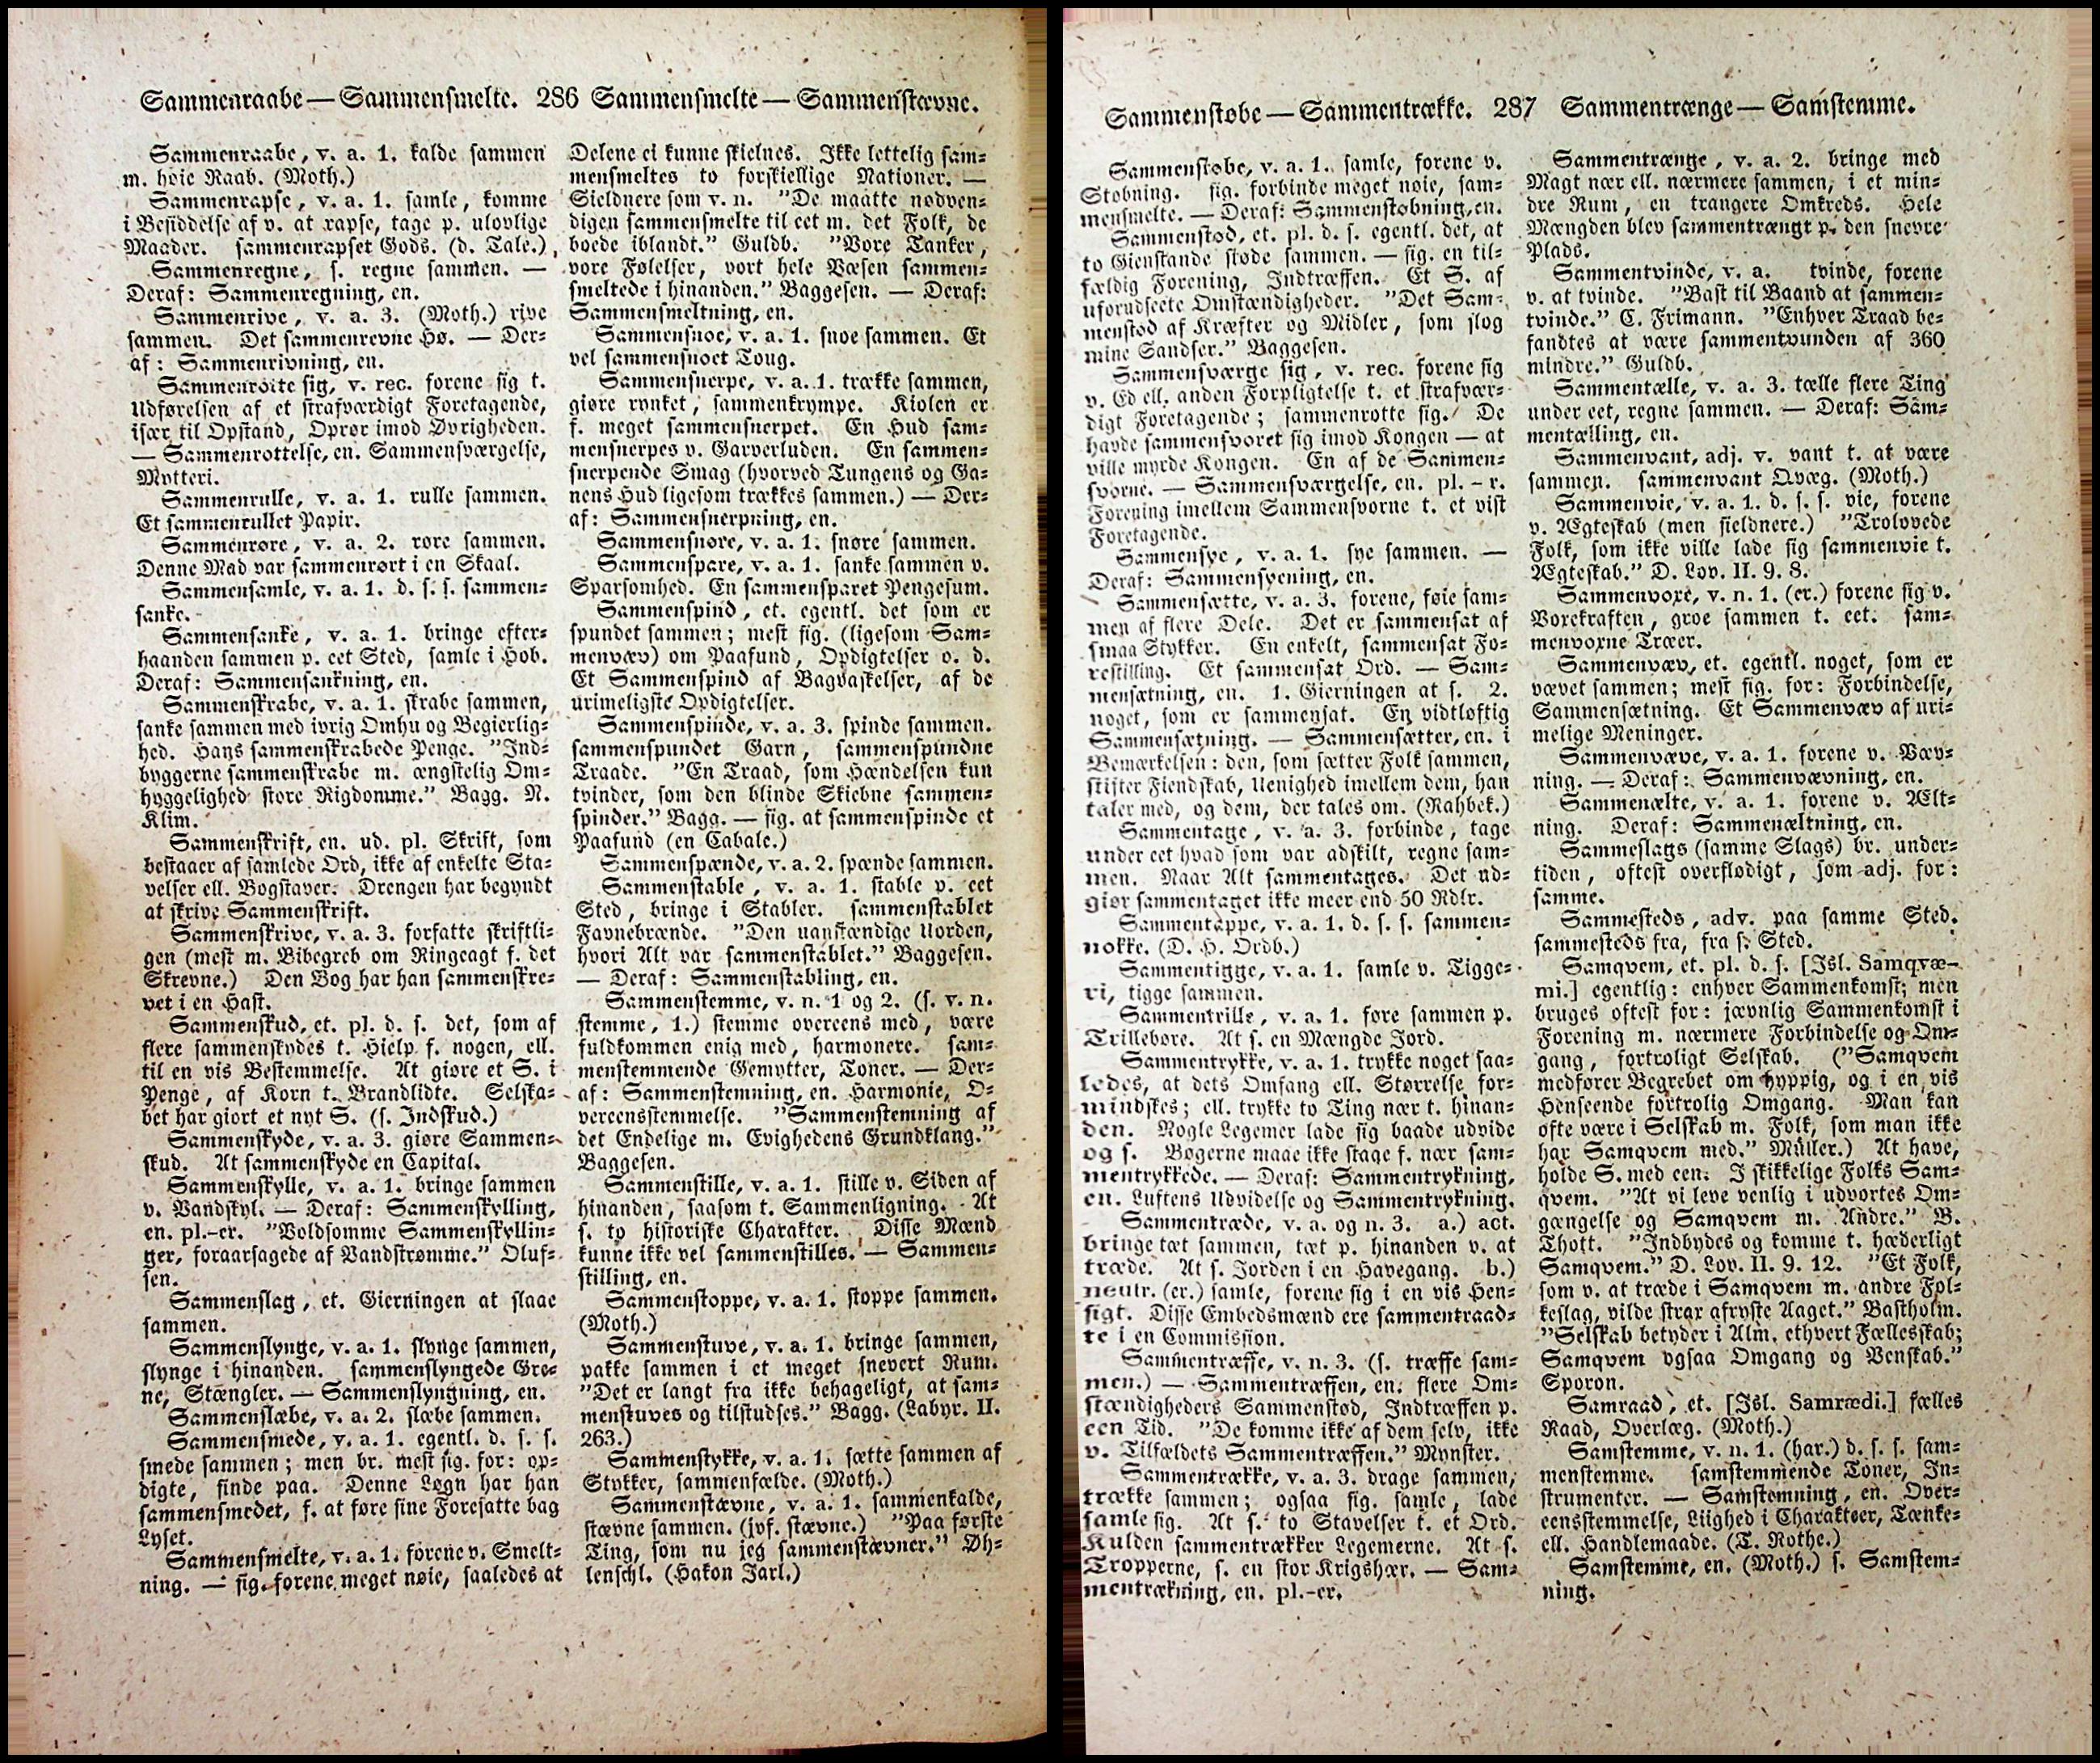 Sammenraabe — Sammensmelte. 286 Sammensmelte — Sammenstævne.
Sammenraabe, v. a. 1. kalde sammen
m. høie Raab. (Moth.)
Sammenrapse, v. a. 1. samle, komme
i Besiddelse af v. at rapse, tage p. ulovlige
Maader. sammenrapset Gods. (d. Tale.)
Sammenregne, s. regne sammen. —
Deraf: Sammenregning, en.
Sammenrive, v. a. 3. (Moth.) rive
sammen. Det sammenrevne Hø. — Der-
af: Sammenrivning, en.
Sammenrotte sig, v. rec. forene sig t.
Udførelsen af et strafværdigt Foretagende,
især til Opstand, Oprør imod Øvrigheden.
— Sammenrottelse, en. Sammensværgelse,
Mytteri.
Sammenrulle, v. a. 1. rulle sammen.
Et sammenrullet Papir.
Sammenrøre, v. a. 2. røre sammen.
Denne Mad var sammenrørt i en Skaal.
Sammensamle, v. a. 1. d. s. s. sammen-
sanke.
Sammensanke, v. a. 1. bringe efter-
haanden sammen p. eet Sted, samle i Hob.
Deraf: Sammensankning, en.
Sammenskrabe, v. a. 1. skrabe sammen,
sanke sammen med ivrig Omhu og Begierlig-
hed. Hans sammenskrabede Penge. "Ind-
byggerne sammenskrabe m. ængstelig Om-
hyggelighed store Rigdomme." Bagg. N.
Klim.
Sammenskrift, en. ud. pl. Skrift, som
bestaaer af samlede Ord, ikke af enkelte Sta-
velser ell. Bogstaver. Drengen har begyndt
at skrive Sammenskrift.
Sammenskrive, v. a. 3. forfatte skriftli-
gen (mest m. Bibegreb om Ringeagt f. det
Skrevne.) Den Bog har han sammenskre-
vet i en Hast.
Sammenskud, et. pl. d. s. det, som af
flere sammenskydes t. Hielp f. nogen, ell.
til en vis Bestemmelse. At giøre et S. i
Penge, af Korn t. Brandlidte. Selska-
bet har giort et nyt S. (s. Indskud.)
Sammenskyde, v. a. 3. giøre Sammen-
skud. At sammenskyde en Capital.
Sammenskylle, v. a. 1. bringe sammen
v. Vandskyl. — Deraf: Sammenskylling,
en. pl.-er. "Voldsomme Sammenskyllin-
ger, foraarsagede af Vandstrømme." Oluf-
sen.
Sammenslag, et. Gierningen at slaae
sammen.
Sammenslynge, v. a. 1. slynge sammen,
slynge i hinanden. sammenslyngede Gre-
ne, Stængler. — Sammenslyngning, en.
Sammenslæbe, v. a. 2. slæbe sammen.
Sammensmede, v. a. 1. egentl. d. s. s.
smede sammen; men br. mest fig. for: op-
digte, finde paa. Denne Løgn har han
sammensmedet, f. at føre sine Foresatte bag
Lyset.
Sammensmelte, v. a. 1. forene v. Smelt-
ning. — fig. forene meget nøie, saaledes at
Delene ei kunne skielnes. Ikke lettelig sam-
mensmeltes to forskiellige Nationer. —
Sieldnere som v. n. "De maatte nødven-
digen sammensmelte til eet m. det Folk, de
boede iblandt." Guldb. "Vore Tanker,
vore Følelser, vort hele Væsen sammen-
smeltede i hinanden." Baggesen. — Deraf:
Sammensmeltning, en.
Sammensnoe, v. a. 1. snoe sammen. Et
vel sammensnoet Toug.
Sammensnerpe, v. a. 1. trække sammen,
giøre rynket, sammenkrympe. Kiolen er
f. meget sammensnerpet. En Hud sam-
mensnerpes v. Garverluden. En sammen-
snerpende Smag (hvorved Tungens og Ga-
nens Hud ligesom trækkes sammen.) — Der-
af: Sammensnerpning, en.
Sammensnøre, v. a. 1. snøre sammen.
Sammenspare, v. a. 1. sanke sammen v.
Sparsomhed. En sammensparet Pengesum.
Sammenspind, et. egentl. det som er
spundet sammen; mest fig. (ligesom Sam-
menvæv) om Paafund, Opdigtelser o. d.
Et Sammenspind af Bagvaskelser, af de
urimeligste Opdigtelser.
Sammenspinde, v. a. 3. spinde sammen.
sammenspundet Garn, sammenspundne
Traade. "En Traad, som Hændelsen kun
tvinder, som den blinde Skiebne sammen-
spinder." Bagg. — fig. at sammenspinde et
Paafund (en Cabale.)
Sammenspænde, v. a. 2. spænde sammen.
Sammenstable, v. a. 1. stable p. eet
Sted, bringe i Stabler. sammenstablet
Favnebrænde. "Den uanstændige Uorden,
hvori Alt var sammenstablet." Baggesen.
— Deraf: Sammenstabling, en.
Sammenstemme, v. n. 1 og 2. (s. v. n.
stemme, 1.) stemme overeens med, være
fuldkommen enig med, harmonere. sam-
menstemmende Gemytter, Toner. — Der-
af: Sammenstemning, en. Harmonie, O-
vereensstemmelse. "Sammenstemning af
det Endelige m. Evighedens Grundklang."
Baggesen.
Sammenstille, v. a. 1. stille v. Siden af
hinanden, saasom t. Sammenligning. At
s. to historiske Charakter. Disse Mænd
kunne ikke vel sammenstilles. — Sammen-
stilling, en.
Sammenstoppe, v. a. 1. stoppe sammen.
(Moth.)
Sammenstuve, v. a. 1. bringe sammen,
pakke sammen i et meget snevert Rum.
"Det er langt fra ikke behageligt, at sam-
menstuves og tilstudses." Bagg. (Labyr. II.
263.)
Sammenstykke, v. a. 1. sætte sammen af
Stykker, sammenfælde. (Moth.)
Sammenstævne, v. a. 1. sammenkalde,
stævne sammen. (jvf. stævne.) "Paa første
Ting, som nu jeg sammenstævner." Øh-
lenschl. (Hakon Jarl.)
Sammenstøbe — Sammentrække. 287 Sammentrænge — Samstemme.
Sammenstøbe, v. a. 1. samle, forene v.
Støbning. fig. forbinde meget nøie, sam-
mensmelte. — Deraf: Sammenstøbning, en.
Sammenstød, et. pl. d. s. egentl. det, at
to Gienstande støde sammen. — fig. en til-
fældig Forening, Indtræffen. Et S. af
uforudseete Omstændigheder. "Det Sam-
menstød af Kræfter og Midler, som slog
mine Sandser." Baggesen.
Sammensværge sig, v. rec. forene sig
v. Ed ell. anden Forpligtelse t. et strafvær-
digt Foretagende; sammenrotte sig. De
havde sammensvoret sig imod Kongen — at
ville myrde Kongen. En af de Sammen-
svorne. — Sammensværgelse, en. pl. - r.
Forening imellem Sammensvorne t. et vist
Foretagende.
Sammensye, v. a. 1. sye sammen. —
Deraf: Sammensyening, en.
Sammensætte, v. a. 3. forene, føie sam-
men af flere Dele. Det er sammensat af
smaa Stykker. En enkelt, sammensat Fo-
restilling. Et sammensat Ord. — Sam-
mensætning, en. 1. Gierningen at s. 2.
noget, som er sammensat. En vidtløftig
Sammensætning. — Sammensætter, en. i
Bemærkelsen: den, som sætter Folk sammen,
stifter Fiendskab, Uenighed imellem dem, han
taler med, og dem, der tales om. (Rahbek.)
Sammentage, v. a. 3. forbinde, tage
under eet hvad som var adskilt, regne sam-
men. Naar Alt sammentages. Det ud-
giør sammentaget ikke meer end 50 Rdlr.
Sammentappe, v. a. 1. d. s. s. sammen-
nokke. (D. H. Ordb.)
Sammentigge, v. a. 1. samle v. Tigge-
ri, tigge sammen.
Sammentrille, v. a. 1. føre sammen p.
Trillebøre. At s. en Mængde Jord.
Sammentrykke, v. a. 1. trykke noget saa-
ledes, at dets Omfang ell. Størrelse for-
mindskes; ell. trykke to Ting nær t. hinan-
den. Nogle Legemer lade sig baade udvide
og s. Bøgerne maae ikke stage f. nær sam-
mentrykkede. — Deraf: Sammentrykning,
en. Luftens Udvidelse og Sammentrykning.
Sammentræde, v. a. og n. 3. a.) act.
bringe tæt sammen, tæt p. hinanden v. at
træde. At s. Jorden i en Havegang. b.)
neutr. (er.) samle, forene sig i en vis Hen-
sigt. Disse Embedsmænd ere sammentraad-
te i en Commission.
Sammentræffe, v. n. 3. (s. træffe sam-
men.) — Sammentræffen, en. flere Om-
stændigheders Sammenstød, Indtræffen p.
een Tid. "De komme ikke af dem selv, ikke
v. Tilfældets Sammentræffen." Mynster.
Sammentrække, v. a. 3. drage sammen,
trække sammen; ogsaa fig. samle, lade
samle sig. At s. to Stavelser t. et Ord.
Kulden sammentrækker Legemerne. At s.
Tropperne, s. en stor Krigshær. — Sam-
mentrækning, en. pl.-er.
Sammentrænge, v. a. 2. bringe med
Magt nær ell. nærmere sammen, i et min-
dre Rum, en trangere Omkreds. Hele
Mængden blev sammentrængt p. den snevre
Plads.
Sammentvinde, v. a. tvinde, forene
v. at tvinde. "Bast til Baand at sammen-
tvinde." C. Frimann. "Enhver Traad be-
fandtes at være sammentvunden af 360
mindre." Guldb.
Sammentælle, v. a. 3. tælle flere Ting
under eet, regne sammen. — Deraf: Sam-
mentælling, en.
Sammenvant, adj. v. vant t. at være
sammen. sammenvant Qvæg. (Moth.)
Sammenvie, v. a. 1. d. s. s. vie, forene
v. Ægteskab (men sieldnere.) "Trolovede
Folk, som ikke ville lade sig sammenvie t.
Ægteskab." D. Lov. II. 9. 8.
Sammenvoxe, v. n. 1. (er.) forene sig v.
Voxekraften, groe sammen t. eet. sam-
menvoxne Træer.
Sammenvæv, et. egentl. noget, som er
vævet sammen; mest fig. for: Forbindelse,
Sammensætning. Et Sammenvæv af uri-
melige Meninger.
Sammenvæve, v. a. 1. forene v. Væv-
ning. — Deraf: Sammenvævning, en.
Sammenælte, v. a. 1. forene v. Ælt-
ning. Deraf: Sammenæltning, en.
Sammeslags (samme Slags) br. under-
tiden, oftest overflødigt, som adj. for:
samme.
Sammesteds, adv. paa samme Sted.
sammesteds fra, fra s. Sted.
Samqvem, et. pl. d. s. [Isl. Samqvæ-
mi.] egentlig: enhver Sammenkomst; men
bruges oftest for: jævnlig Sammenkomst i
Forening m. nærmere Forbindelse og Om-
gang, fortroligt Selskab. ("Samqvem
medfører Begrebet om hyppig, og i en vis
Henseende fortrolig Omgang. Man kan
ofte være i Selskab m. Folk, som man ikke
har Samqvem med." Müller.) At have,
holde S. med een. I skikkelige Folks Sam-
qvem. "At vi leve venlig i udvortes Om-
gængelse og Samqvem m. Andre." B.
Thott. "Indbydes og komme t. hæderligt
Samqvem." D. Lov. II. 9. 12. "Et Folk,
som v. at træde i Samqvem m. andre Fol-
keslag, vilde strax afryste Aaget." Bastholm.
"Selskab betyder i Alm. ethvert Fællesskab;
Samqvem ogsaa Omgang og Venskab."
Sporon.
Samraad, et. [Isl. Samrædi.] fælles
Raad, Overlæg. (Moth.)
Samstemme, v. n. 1. (har.) d. s. s. sam-
menstemme. samstemmende Toner, In-
strumenter. — Samstemning, en. Over-
eensstemmelse, Liighed i Charakteer, Tænke-
ell. Handlemaade. (T. Rothe.)
Samstemme, en. (Moth.) s. Samstem-
ning.